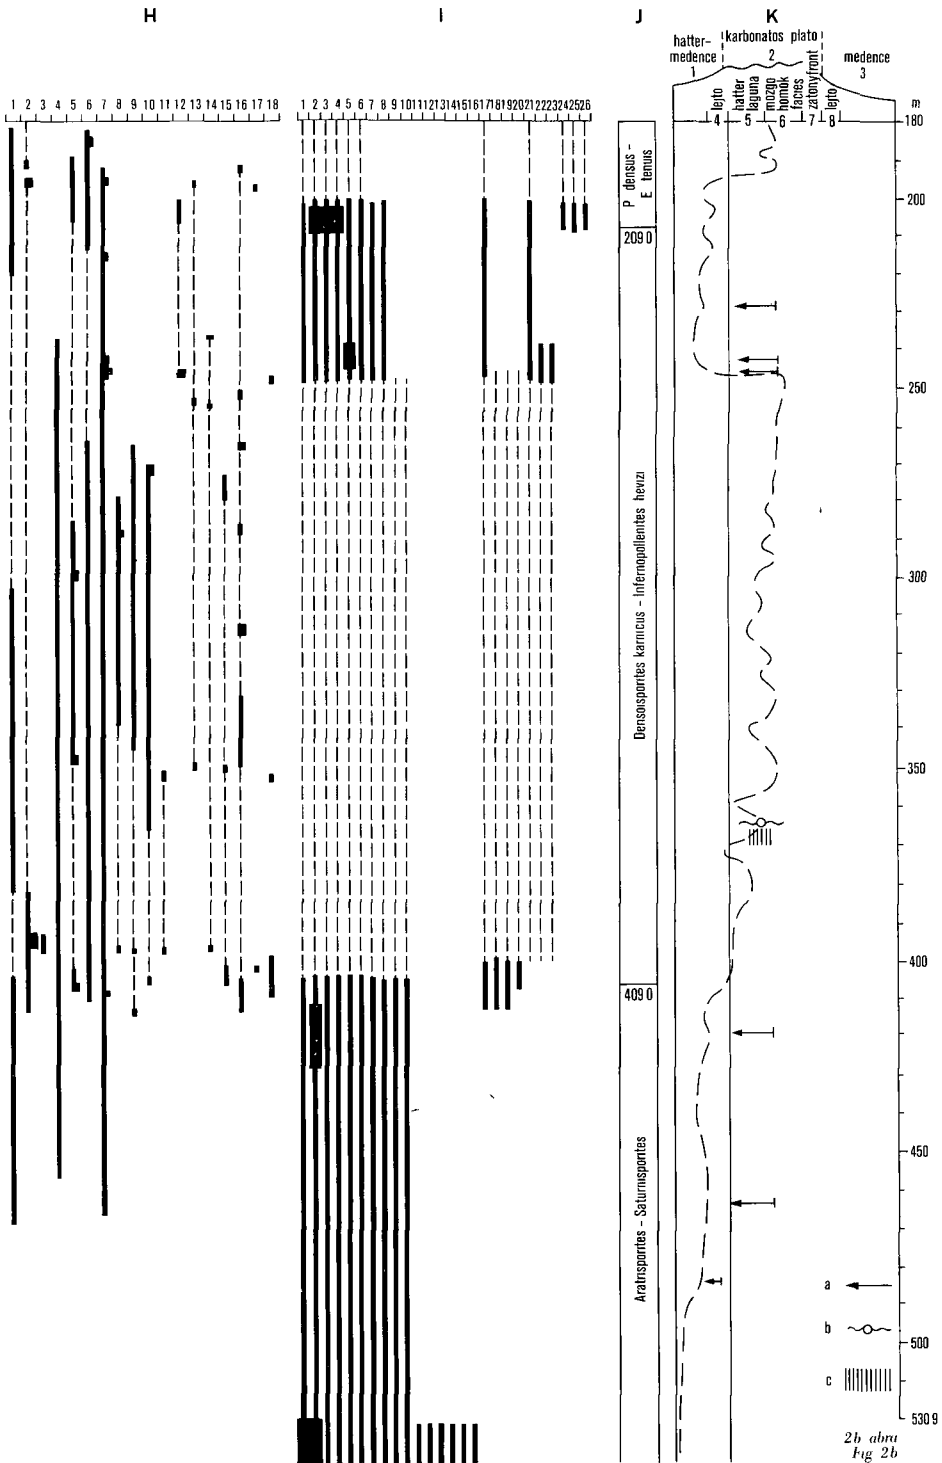 H I J K
hatter-
medence
1
karbonatos plato
2
medence
3
lejto
4
hatter
laguna
5
mozgo
homok
facies
6
zatonyfront
7
lejto
8
m
1 2 3 4 5 6 7 8 9 10 11 12 13 14 15 16 17 18
1 2 3 4 5 6 7 8 9 10 11 12 13 14 15 16 17 18 19 20 21 22 23 24 25 26
180
200
250
300
350
400
450
500
530 9
P densus -
E tenuis
209 0
Densoisporites karnicus - Infernopollenites hevizi
409 0
Aratrisporites - Saturnisporites
a
b
c
2b abra
Fig 2b